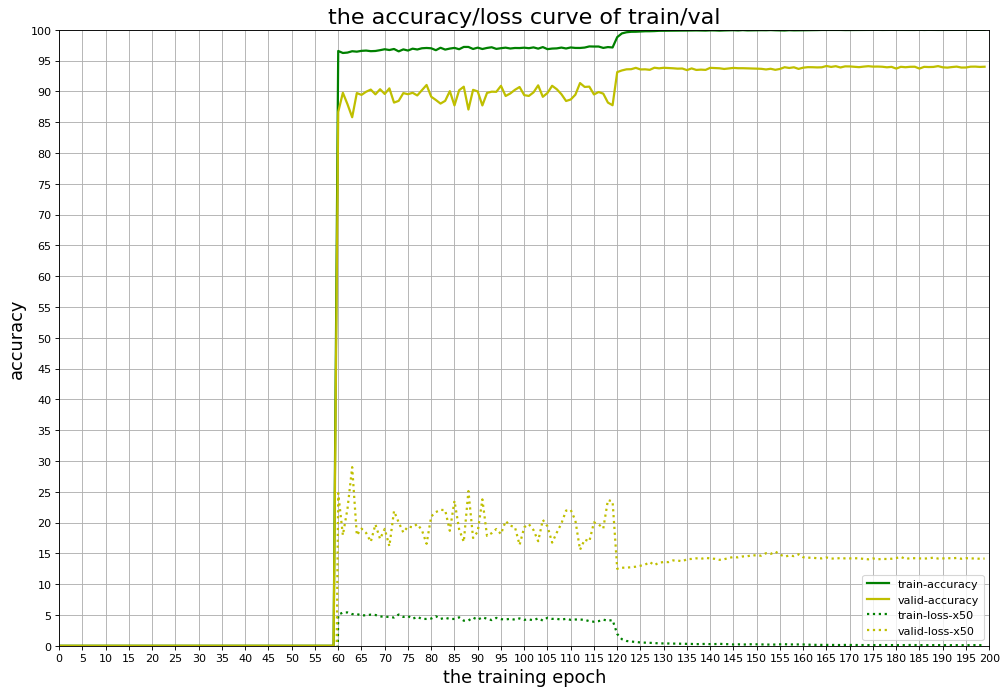 the accuracy/loss curve of train/val
accuracy
100
95
90
85
80
75
70
65
60
55
50
45
40
35
30
25
20
15
10
5
0
train-accuracy
valid-accuracy
train-loss-x50
valid-loss-x50
0 5 10 15 20 25 30 35 40 45 50 55 60 65 70 75 80 85 90 95 100 105 110 115 120 125 130 135 140 145 150 155 160 165 170 175 180 185 190 195 200
the training epoch